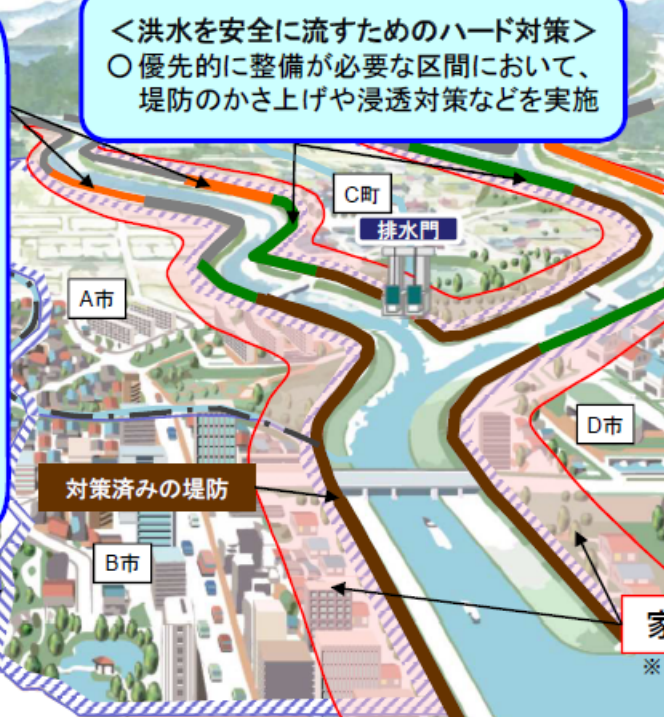 ＜洪水を安全に流すためのハード対策＞
○優先的に整備が必要な区間において、
堤防のかさ上げや浸透対策などを実施
C町
排水門
A市
D市
対策済みの堤防
B市
家
※